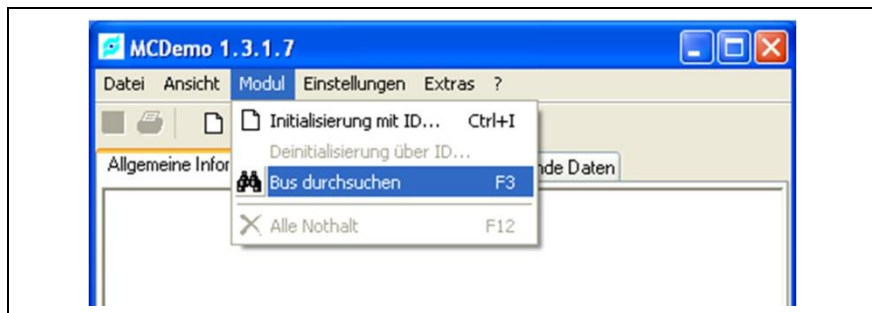 MCDemo 1.3.1.7
Datei Ansicht Modul Einstellungen Extras ?
Initialisierung mit ID... Ctrl+I
Deinitialisierung über ID...
Allgemeine Infor nde Daten
Bus durchsuchen F3
Alle Nothalt F12